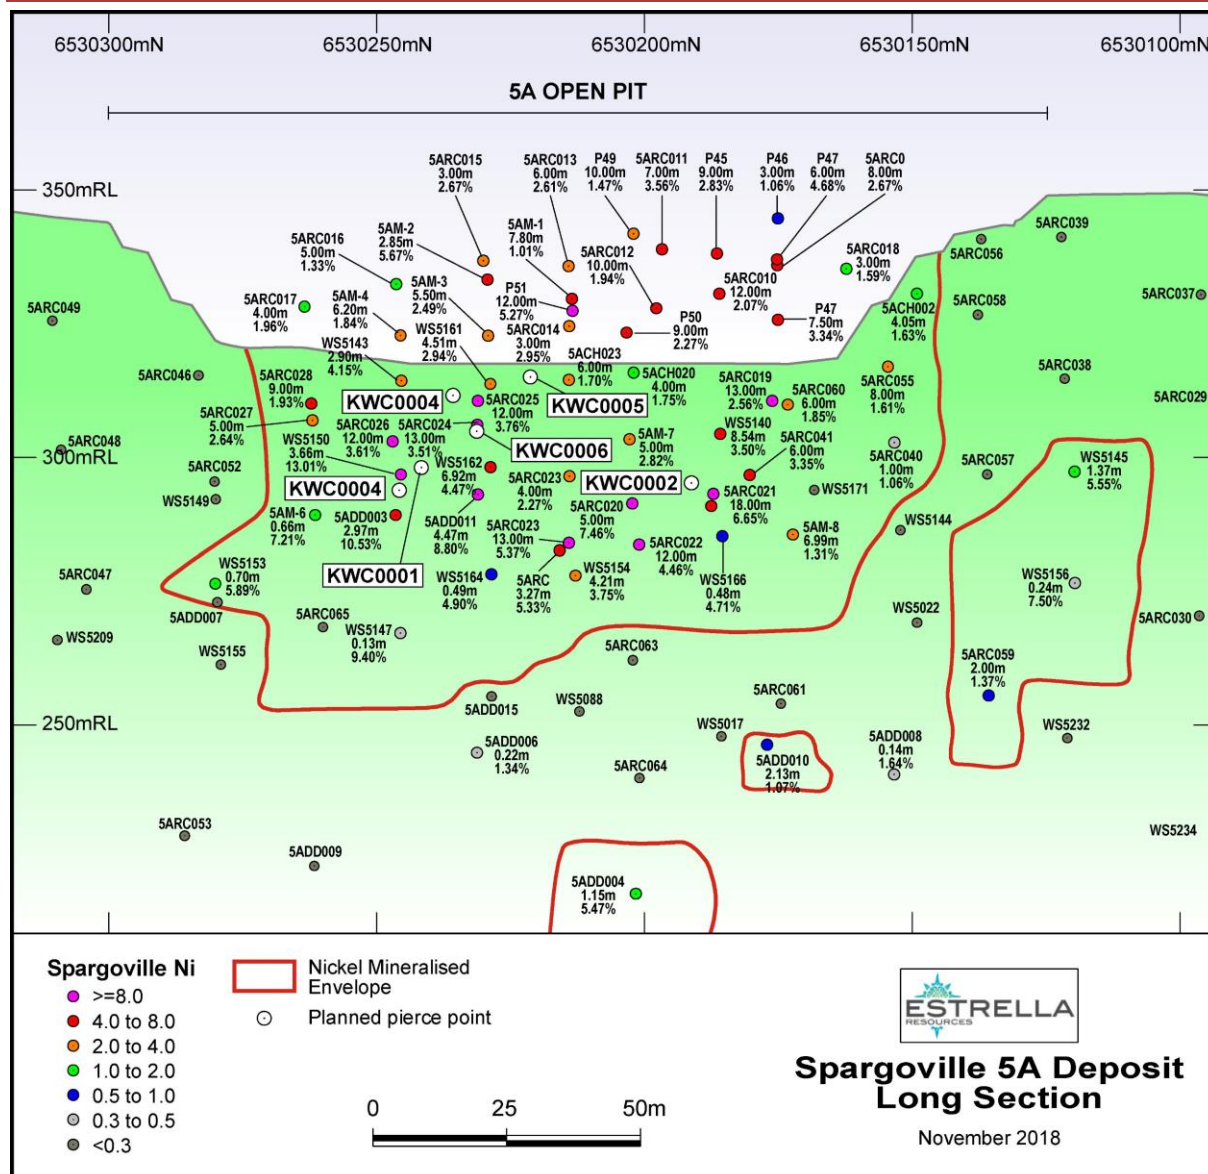 6530300mN
6530250mN
6530200mN
6530150mN
6530100mN
5A OPEN PIT
350mRL
300mRL
250mRL
5ARC015
3.00m
2.67%
5ARC013
6.00m
2.61%
P49
10.00m
1.47%
5ARC011
7.00m
3.56%
P45
9.00m
2.83%
P46
3.00m
1.06%
P47
6.00m
4.68%
5ARC0
8.00m
2.67%
5ARC016
5.00m
1.33%
5AM-2
2.85m
5.67%
5AM-1
7.80m
1.01%
5ARC012
10.00m
1.94%
5ARC018
3.00m
1.59%
5ARC039
5ARC056
5ARC049
5ARC017
4.00m
1.96%
5AM-4
6.20m
1.84%
5AM-3
5.50m
2.49%
P51
12.00m
5.27%
5ARC010
12.00m
2.07%
5ACH002
4.05m
1.63%
5ARC058
5ARC037
WS5143
2.90m
4.15%
WS5161
4.51m
2.94%
5ARC014
3.00m
2.95%
P50
9.00m
2.27%
P47
7.50m
3.34%
5ARC046
5ARC028
9.00m
1.93%
KWC0004
5ACH023
6.00m
1.70%
KWC0005
5ACH020
4.00m
1.75%
5ARC019
13.00m
2.56%
5ARC060
6.00m
1.85%
5ARC055
8.00m
1.61%
5ARC038
5ARC029
5ARC027
5.00m
2.64%
5ARC026
12.00m
3.61%
5ARC024
13.00m
3.51%
5ARC025
12.00m
3.76%
KWC0006
5AM-7
5.00m
2.82%
WS5140
8.54m
3.50%
5ARC041
6.00m
3.35%
5ARC040
1.00m
1.06%
5ARC048
5ARC052
WS5149
WS5150
3.66m
13.01%
KWC0004
WS5162
6.92m
4.47%
5ARC023
4.00m
2.27%
KWC0002
5ARC021
18.00m
6.65%
WS5171
5ARC057
WS5145
1.37m
5.55%
5AM-6
0.66m
7.21%
5ADD003
2.97m
10.53%
5ADD011
4.47m
8.80%
5ARC023
13.00m
5.37%
5ARC020
5.00m
7.46%
5ARC022
12.00m
4.46%
5AM-8
6.99m
1.31%
WS5144
5ARC047
WS5153
0.70m
5.89%
KWC0001
WS5164
0.49m
4.90%
5ARC
3.27m
5.33%
WS5154
4.21m
3.75%
WS5166
0.48m
4.71%
WS5156
0.24m
7.50%
5ADD007
5ARC065
WS5147
0.13m
9.40%
WS5022
5ARC030
WS5209
WS5155
5ARC063
5ARC059
2.00m
1.37%
5ADD015
WS5088
5ARC061
5ADD006
0.22m
1.34%
WS5017
5ADD010
2.13m
1.07%
5ADD008
0.14m
1.64%
WS5232
5ARC064
5ARC053
5ADD009
WS5234
5ADD004
1.15m
5.47%
Spargoville Ni
>=8.0
4.0 to 8.0
2.0 to 4.0
1.0 to 2.0
0.5 to 1.0
0.3 to 0.5
<0.3
Nickel Mineralised
Envelope
Planned pierce point
0 25 50m
ESTRELLA
RESOURCES
Spargoville 5A Deposit
Long Section
November 2018